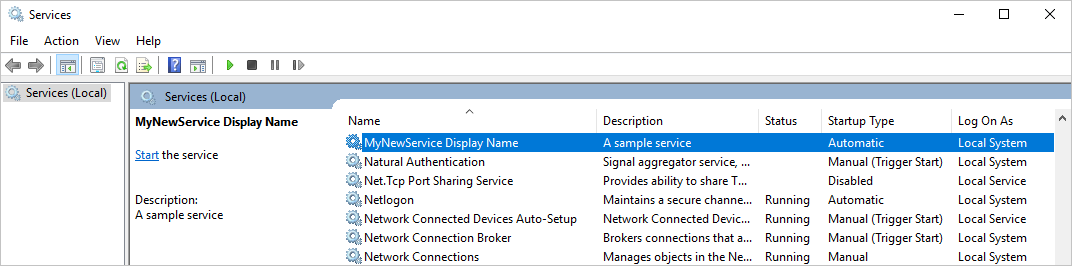 Services
File Action View Help
Services (Local)
Services (Local)
MyNewService Display Name
Start the service
Description:
A sample service
Name Description Status Startup Type Log On As
MyNewService Display Name A sample service Automatic Local System
Natural Authentication Signal aggregator service, ... Manual (Trigger Start) Local System
Net.Tcp Port Sharing Service Provides ability to share T... Disabled Local Service
Netlogon Maintains a secure channe... Running Automatic Local System
Network Connected Devices Auto-Setup Network Connected Devic... Running Manual (Trigger Start) Local Service
Network Connection Broker Brokers connections that a... Running Manual (Trigger Start) Local System
Network Connections Manages objects in the Ne... Running Manual Local System